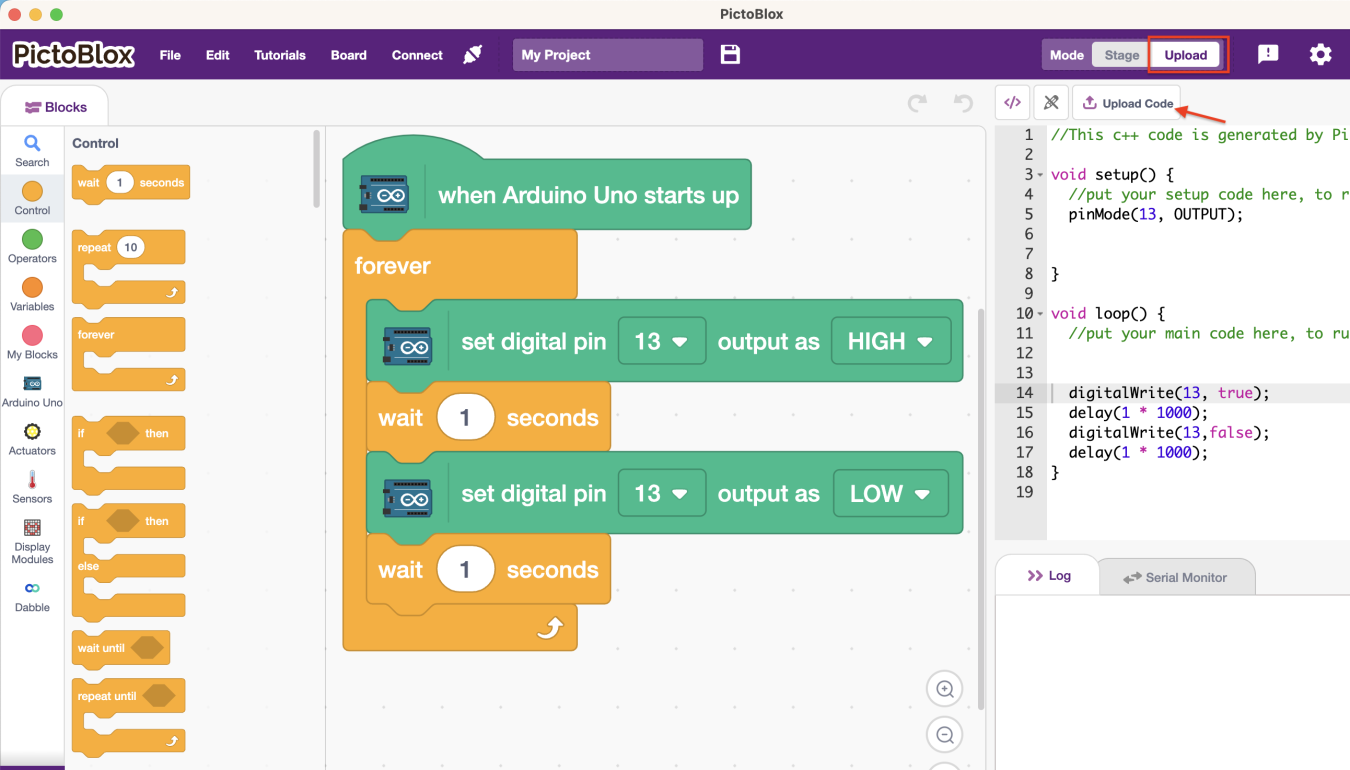 PictoBlox
PictoBlox File Edit Tutorials Board Connect My Project Mode Stage Upload
Blocks
Upload Code
Search
Control
Operators
Variables
My Blocks
Arduino Uno
Actuators
Sensors
Display
Modules
Dabble
Control
wait 1 seconds
repeat 10
forever
if then
if then
else
wait until
repeat until
when Arduino Uno starts up
forever
set digital pin 13 output as HIGH
wait 1 seconds
set digital pin 13 output as LOW
wait 1 seconds
1 //This c++ code is generated by Pi
2
3 void setup() {
4 //put your setup code here, to r
5 pinMode(13, OUTPUT);
6
7
8 }
9
10 void loop() {
11 //put your main code here, to ru
12
13
14 digitalWrite(13, true);
15 delay(1 * 1000);
16 digitalWrite(13,false);
17 delay(1 * 1000);
18 }
19
Log Serial Monitor